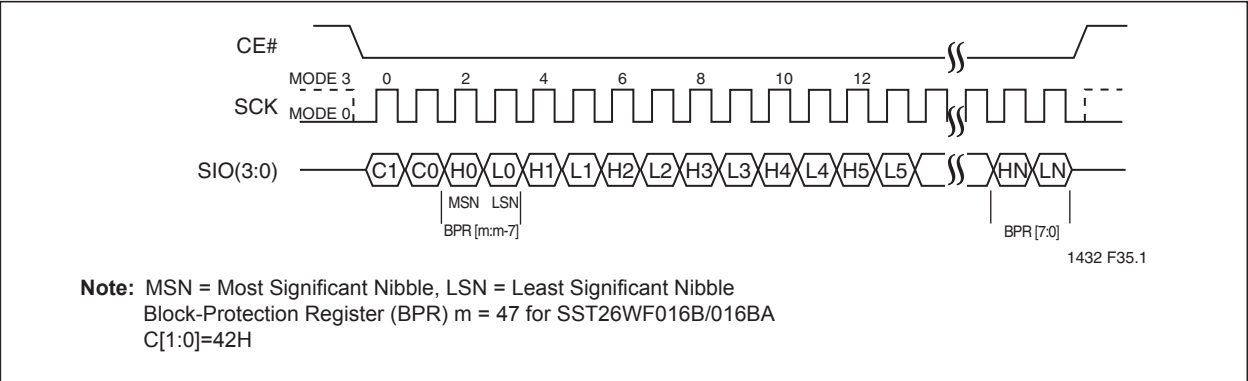 CE#
MODE 3 0 2 4 6 8 10 12
SCK MODE 0
SIO(3:0) C1 C0 H0 L0 H1 L1 H2 L2 H3 L3 H4 L4 H5 L5 HN LN
MSN LSN
BPR [m:m-7] BPR [7:0]
1432 F35.1
Note: MSN = Most Significant Nibble, LSN = Least Significant Nibble
Block-Protection Register (BPR) m = 47 for SST26WF016B/016BA
C[1:0]=42H